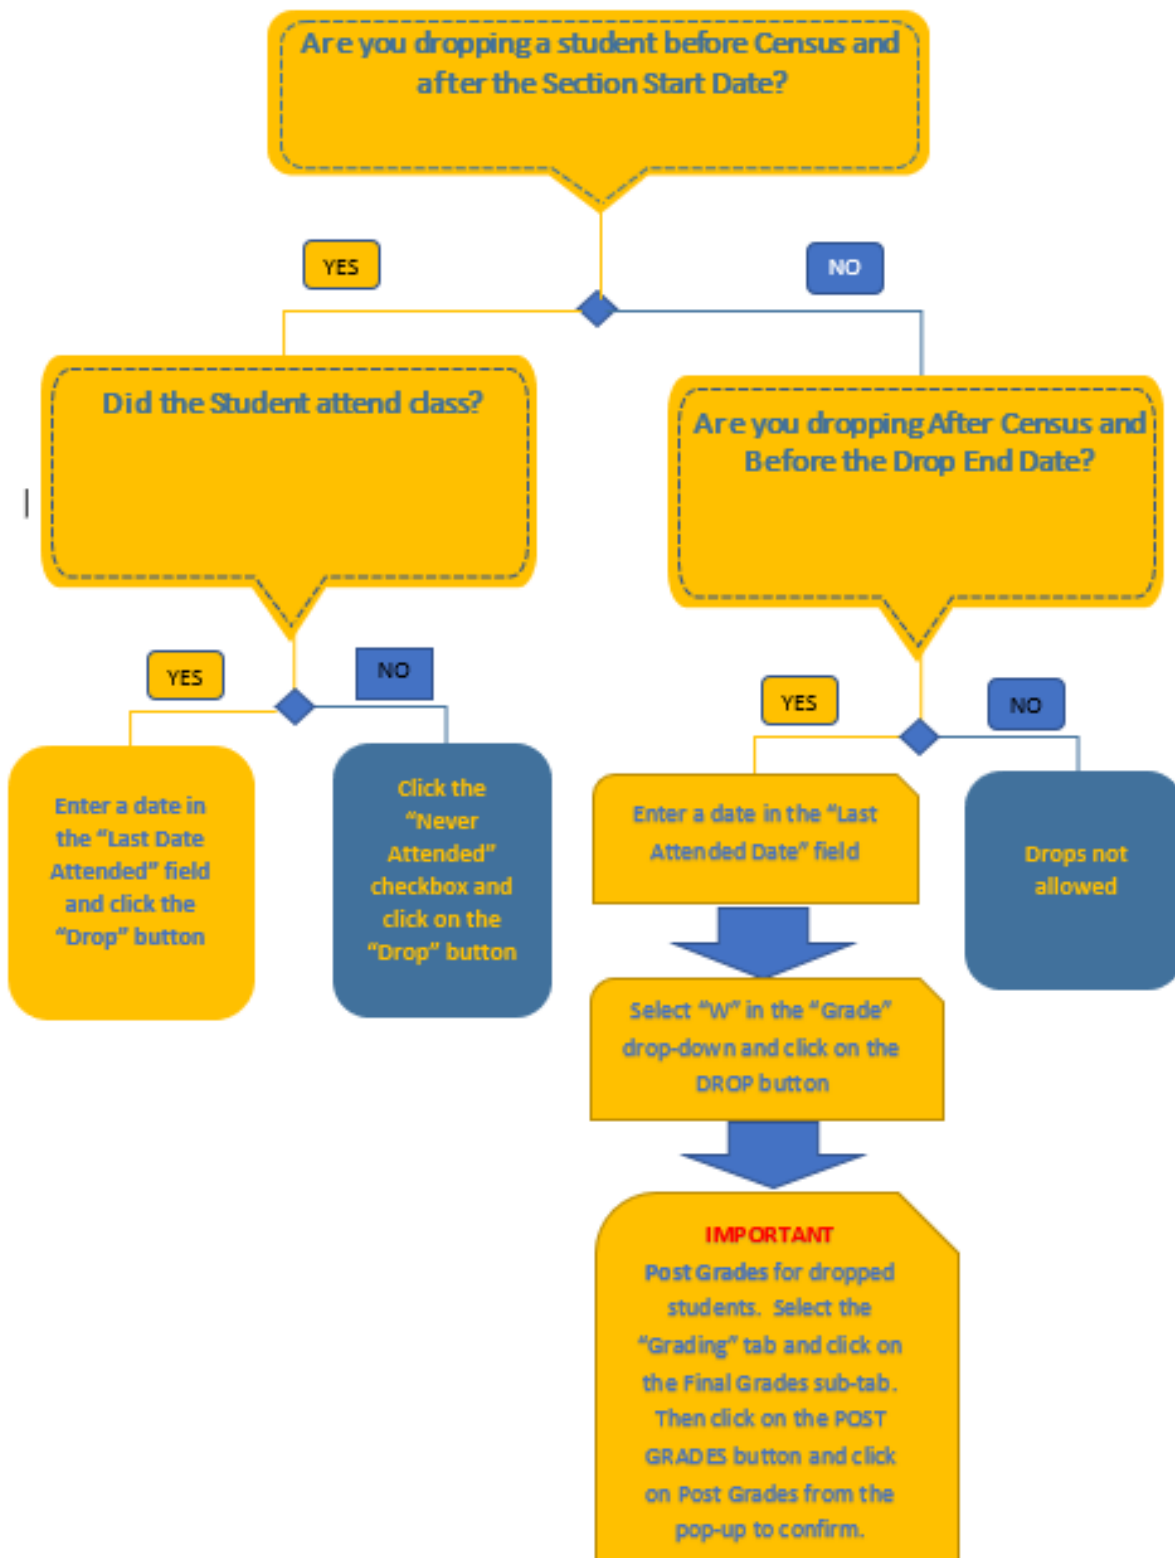 Are you dropping a student before Census and
after the Section Start Date?
YES
NO
Did the Student attend class?
Are you dropping After Census and
Before the Drop End Date?
YES
NO
YES
NO
Enter a date in
the “Last Date
Attended” field
and click the
“Drop” button
Click the
“Never
Attended”
checkbox and
click on the
“Drop” button
Enter a date in the “Last
Attended Date” field
Drops not
allowed
Select “W” in the “Grade”
drop-down and click on the
DROP button
IMPORTANT
Post Grades for dropped
students. Select the
“Grading” tab and click on
the Final Grades sub-tab.
Then click on the POST
GRADES button and click
on Post Grades from the
pop-up to confirm.